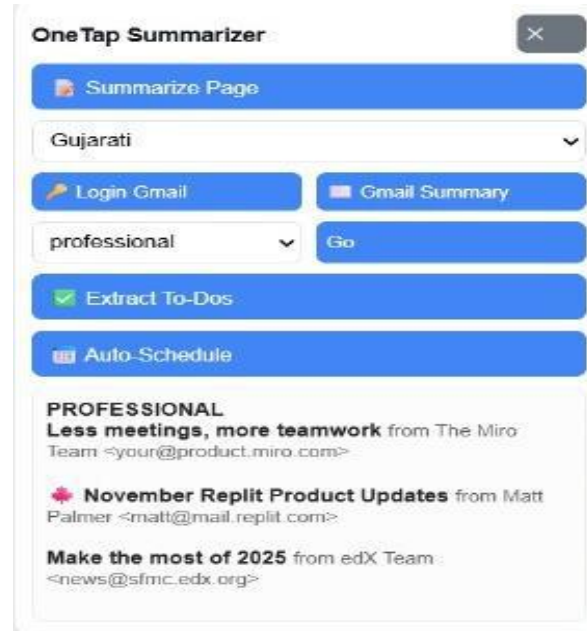 OneTap Summarizer
Summarize Page
Gujarati
Login Gmail
Gmail Summary
professional
Go
Extract To-Dos
Auto-Schedule
PROFESSIONAL
Less meetings, more teamwork from The Miro
Team <your@product.miro.com>
November Replit Product Updates from Matt
Palmer <matt@mail.replit.com>
Make the most of 2025 from edX Team
<news@sfmc.edx.org>